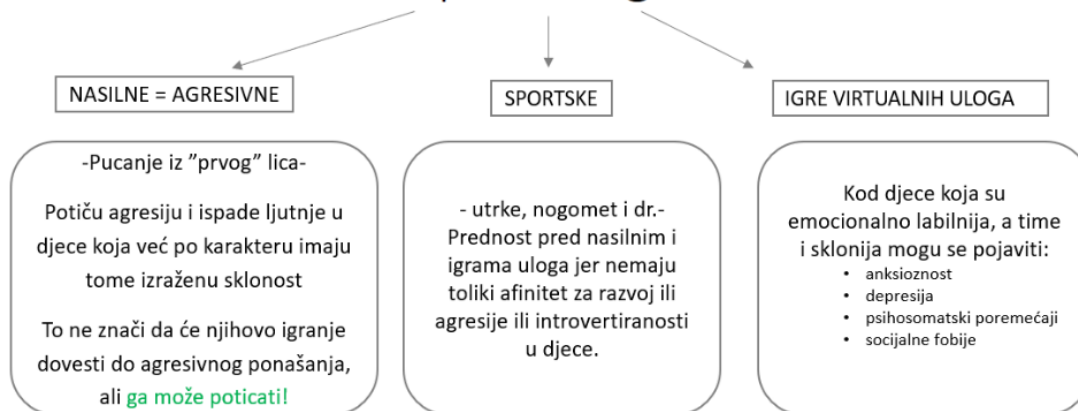 NASILNE = AGRESIVNE
-Pucanje iz ”prvog” lica-
Potiču agresiju i ispade ljutnje u
djece koja već po karakteru imaju
tome izraženu sklonost
To ne znači da će njihovo igranje
dovesti do agresivnog ponašanja,
ali ga može poticati!
SPORTSKE
- utrke, nogomet i dr.-
Prednost pred nasilnim i
igrama uloga jer nemaju
toliki afinitet za razvoj ili
agresije ili introvertiranosti
u djece.
IGRE VIRTUALNIH ULOGA
Kod djece koja su
emocionalno labilnija, a time
i sklonija mogu se pojaviti:
• anksioznost
• depresija
• psihosomatski poremećaji
• socijalne fobije